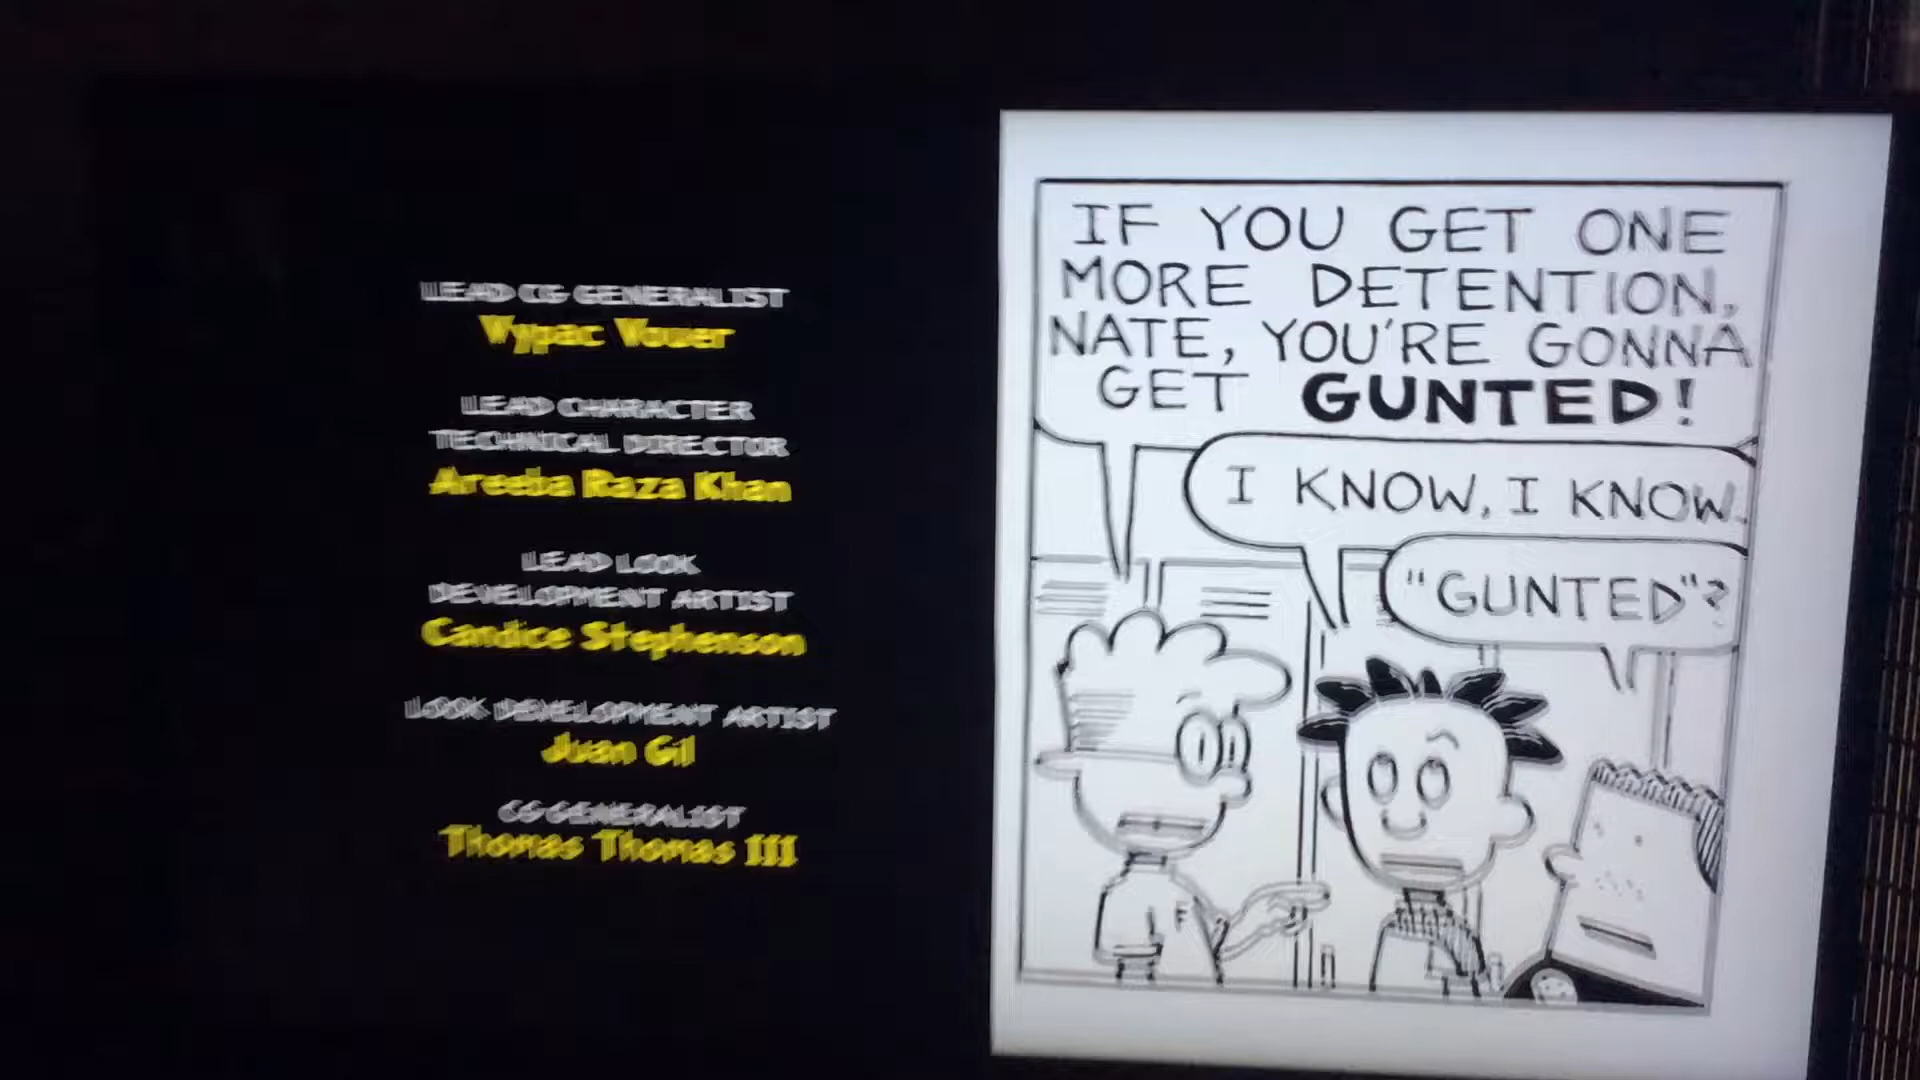 LEAD CG GENERALIST
Vypac Vouer
LEAD CHARACTER
TECHNICAL DIRECTOR
Areeba Raza Khan
LEAD LOOK
DEVELOPMENT ARTIST
Candice Stephenson
LOOK DEVELOPMENT ARTIST
Juan Gil
CG GENERALIST
Thomas Thomas III
IF YOU GET ONE
MORE DETENTION,
NATE, YOU'RE GONNA
GET GUNTED!
I KNOW, I KNOW.
"GUNTED"?
F